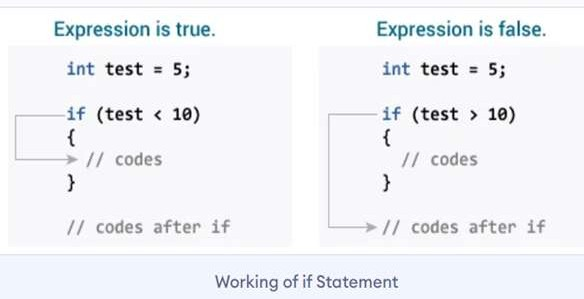 Expression is true.
int test = 5;
if (test < 10)
{
// codes
}
// codes after if
Expression is false.
int test = 5;
if (test > 10)
{
// codes
}
// codes after if
Working of if Statement